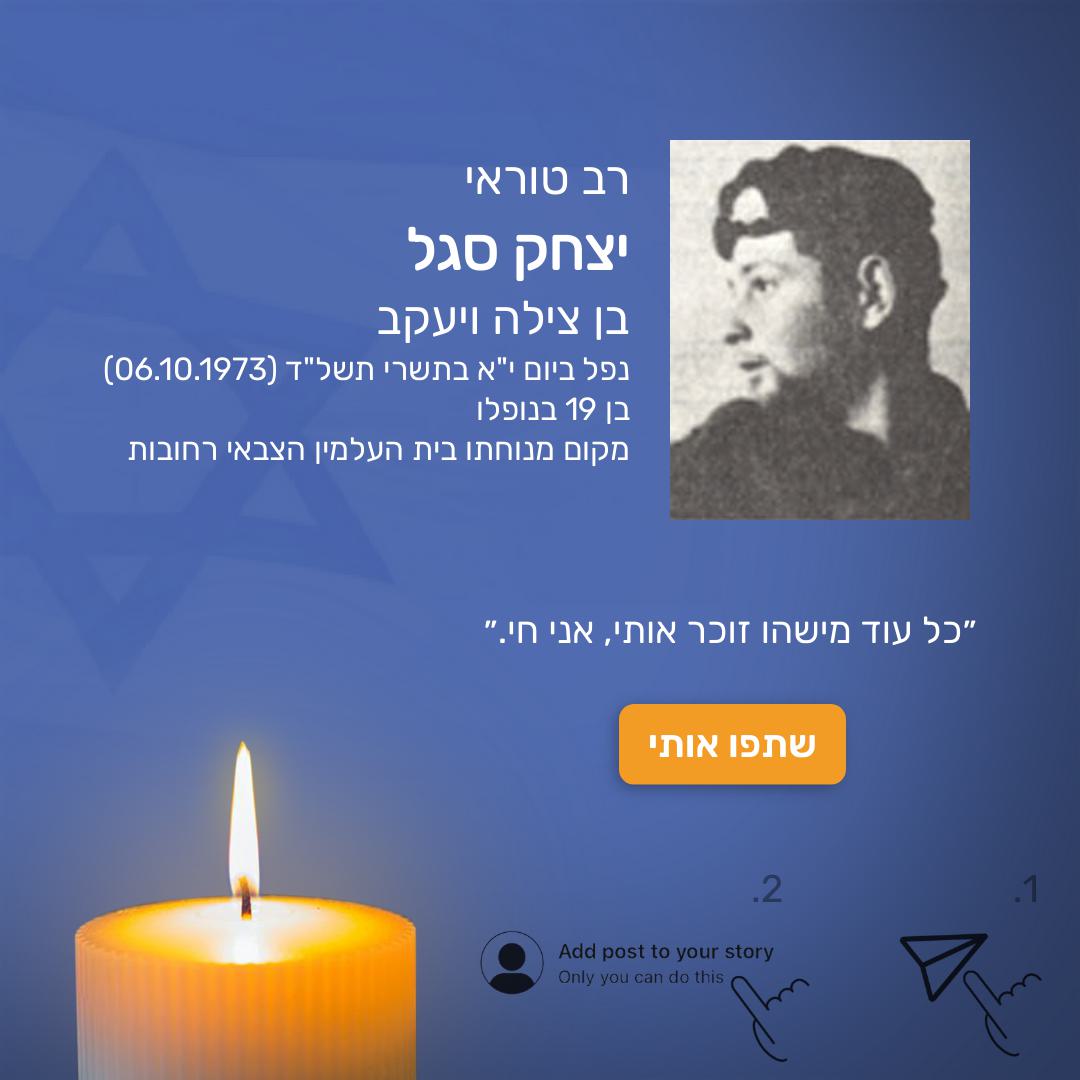 רב טוראי
יצחק סגל
בן צילה ויעקב
נפל ביום י"א בתשרי תשל"ד (06.10.1973)
בן 19 בנופלו
מקום מנוחתו בית העלמין הצבאי רחובות
״כל עוד מישהו זוכר אותי, אני חי.״
שתפו אותי
.1
.2
Add post to your story
Only you can do this